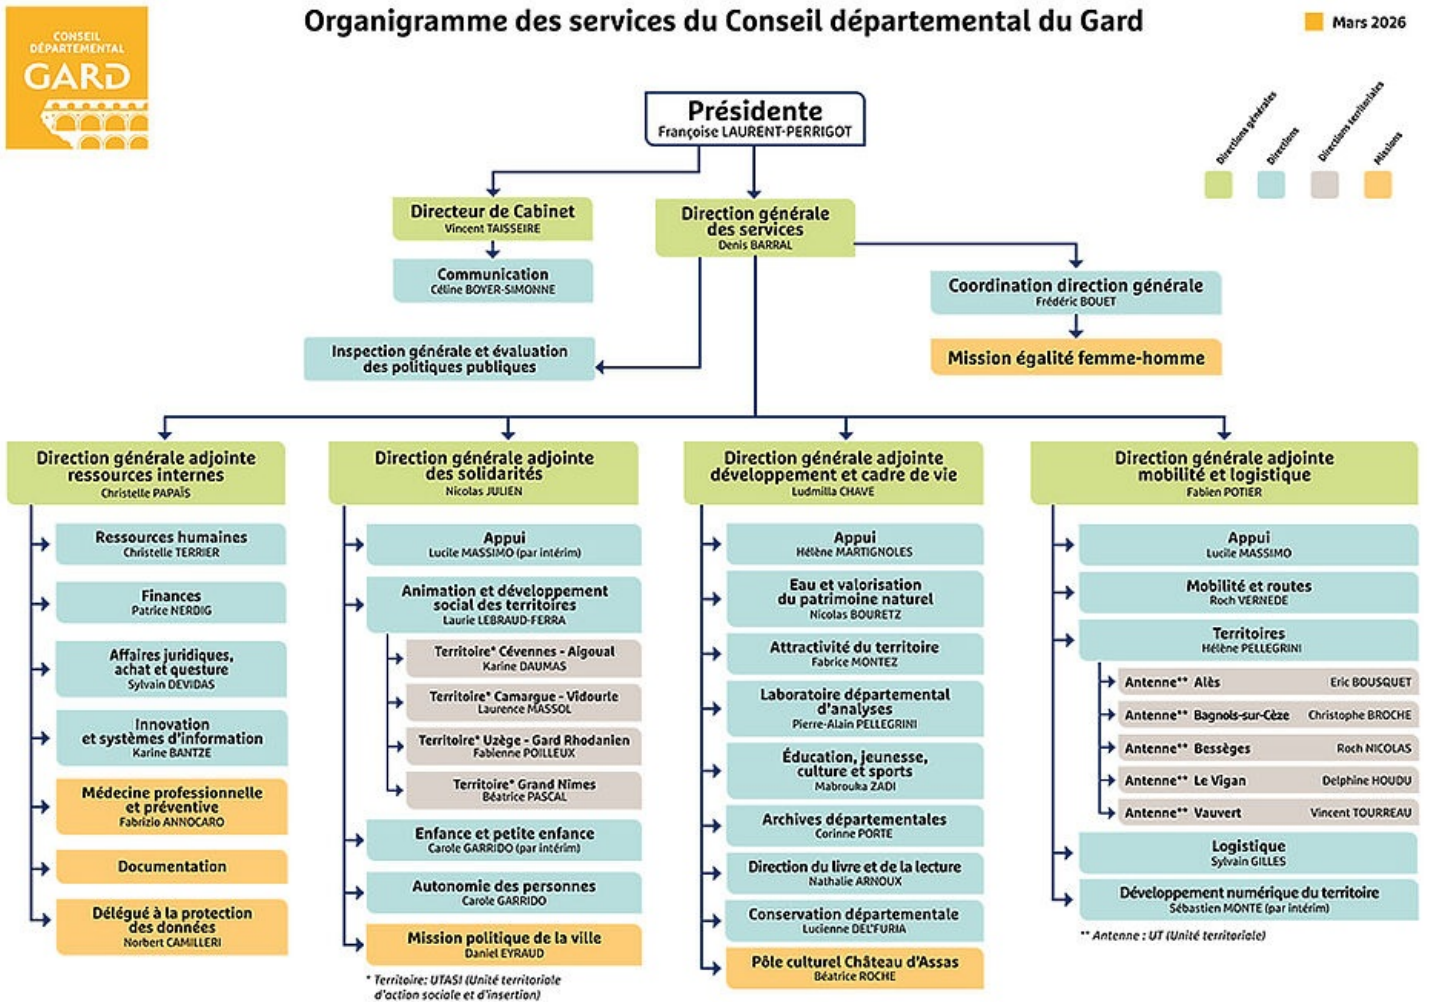 CONSEIL
DÉPARTEMENTAL
GARD
Organigramme des services du Conseil départemental du Gard
Mars 2026
Directions générales
Directions
Directions territoriales
Missions
Présidente
Françoise LAURENT-PERRIGOT
Directeur de Cabinet
Vincent TAISSEIRE
Communication
Céline BOYER-SIMONNE
Direction générale
des services
Denis BARRAL
Coordination direction générale
Frédéric BOUET
Mission égalité femme-homme
Inspection générale et évaluation
des politiques publiques
Direction générale adjointe
ressources internes
Christelle PAPAÏS
Ressources humaines
Christelle TERRIER
Finances
Patrice NERDIG
Affaires juridiques,
achat et questure
Sylvain DEVIDAS
Innovation
et systèmes d'information
Karine BANTZE
Médecine professionnelle
et préventive
Fabrizio ANNOCARO
Documentation
Délégué à la protection
des données
Norbert CAMILLERI
Direction générale adjointe
des solidarités
Nicolas JULIEN
Appui
Lucile MASSIMO (par intérim)
Animation et développement
social des territoires
Laurie LEBRAUD-FERRA
Territoire* Cévennes - Aigoual
Karine DAUMAS
Territoire* Camargue - Vidourle
Laurence MASSOL
Territoire* Uzège - Gard Rhodanien
Fabienne POILLEUX
Territoire* Grand Nîmes
Béatrice PASCAL
Enfance et petite enfance
Carole GARRIDO (par intérim)
Autonomie des personnes
Carole GARRIDO
Mission politique de la ville
Daniel EYRAUD
* Territoire: UTASI (Unité territoriale
d'action sociale et d'insertion)
Direction générale adjointe
développement et cadre de vie
Ludmilla CHAVE
Appui
Hélène MARTIGNOLES
Eau et valorisation
du patrimoine naturel
Nicolas BOURETZ
Attractivité du territoire
Fabrice MONTEZ
Laboratoire départemental
d'analyses
Pierre-Alain PELLEGRINI
Éducation, jeunesse,
culture et sports
Mabrouka ZADI
Archives départementales
Corinne PORTE
Direction du livre et de la lecture
Nathalie ARNOUX
Conservation départementale
Lucienne DEL'FURIA
Pôle culturel Château d'Assas
Béatrice ROCHE
Direction générale adjointe
mobilité et logistique
Fabien POTIER
Appui
Lucile MASSIMO
Mobilité et routes
Roch VERNEDE
Territoires
Hélène PELLEGRINI
Antenne** Alès Eric BOUSQUET
Antenne** Bagnols-sur-Cèze Christophe BROCHE
Antenne** Bessèges Roch NICOLAS
Antenne** Le Vigan Delphine HOUDU
Antenne** Vauvert Vincent TOURREAU
Logistique
Sylvain GILLES
Développement numérique du territoire
Sébastien MONTE (par intérim)
** Antenne : UT (Unité territoriale)